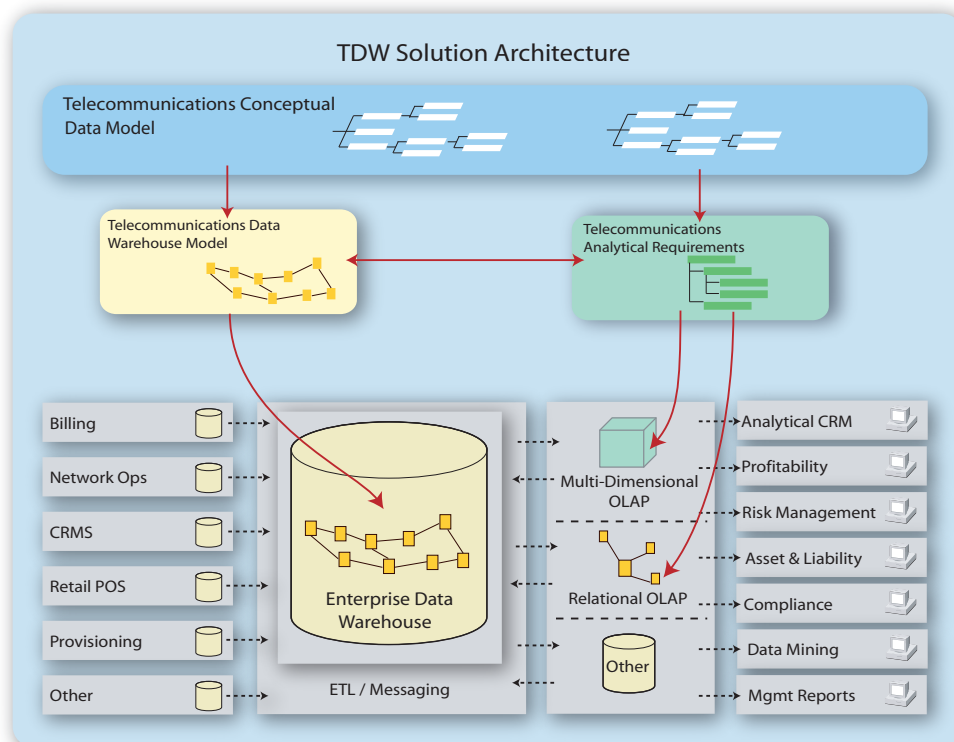 TDW Solution Architecture
Telecommunications Conceptual
Data Model
Telecommunications Data
Warehouse Model
Telecommunications
Analytical Requirements
Billing
Network Ops
CRMS
Retail POS
Provisioning
Other
Enterprise Data
Warehouse
ETL / Messaging
Multi-Dimensional
OLAP
Relational OLAP
Other
Analytical CRM
Profitability
Risk Management
Asset & Liability
Compliance
Data Mining
Mgmt Reports